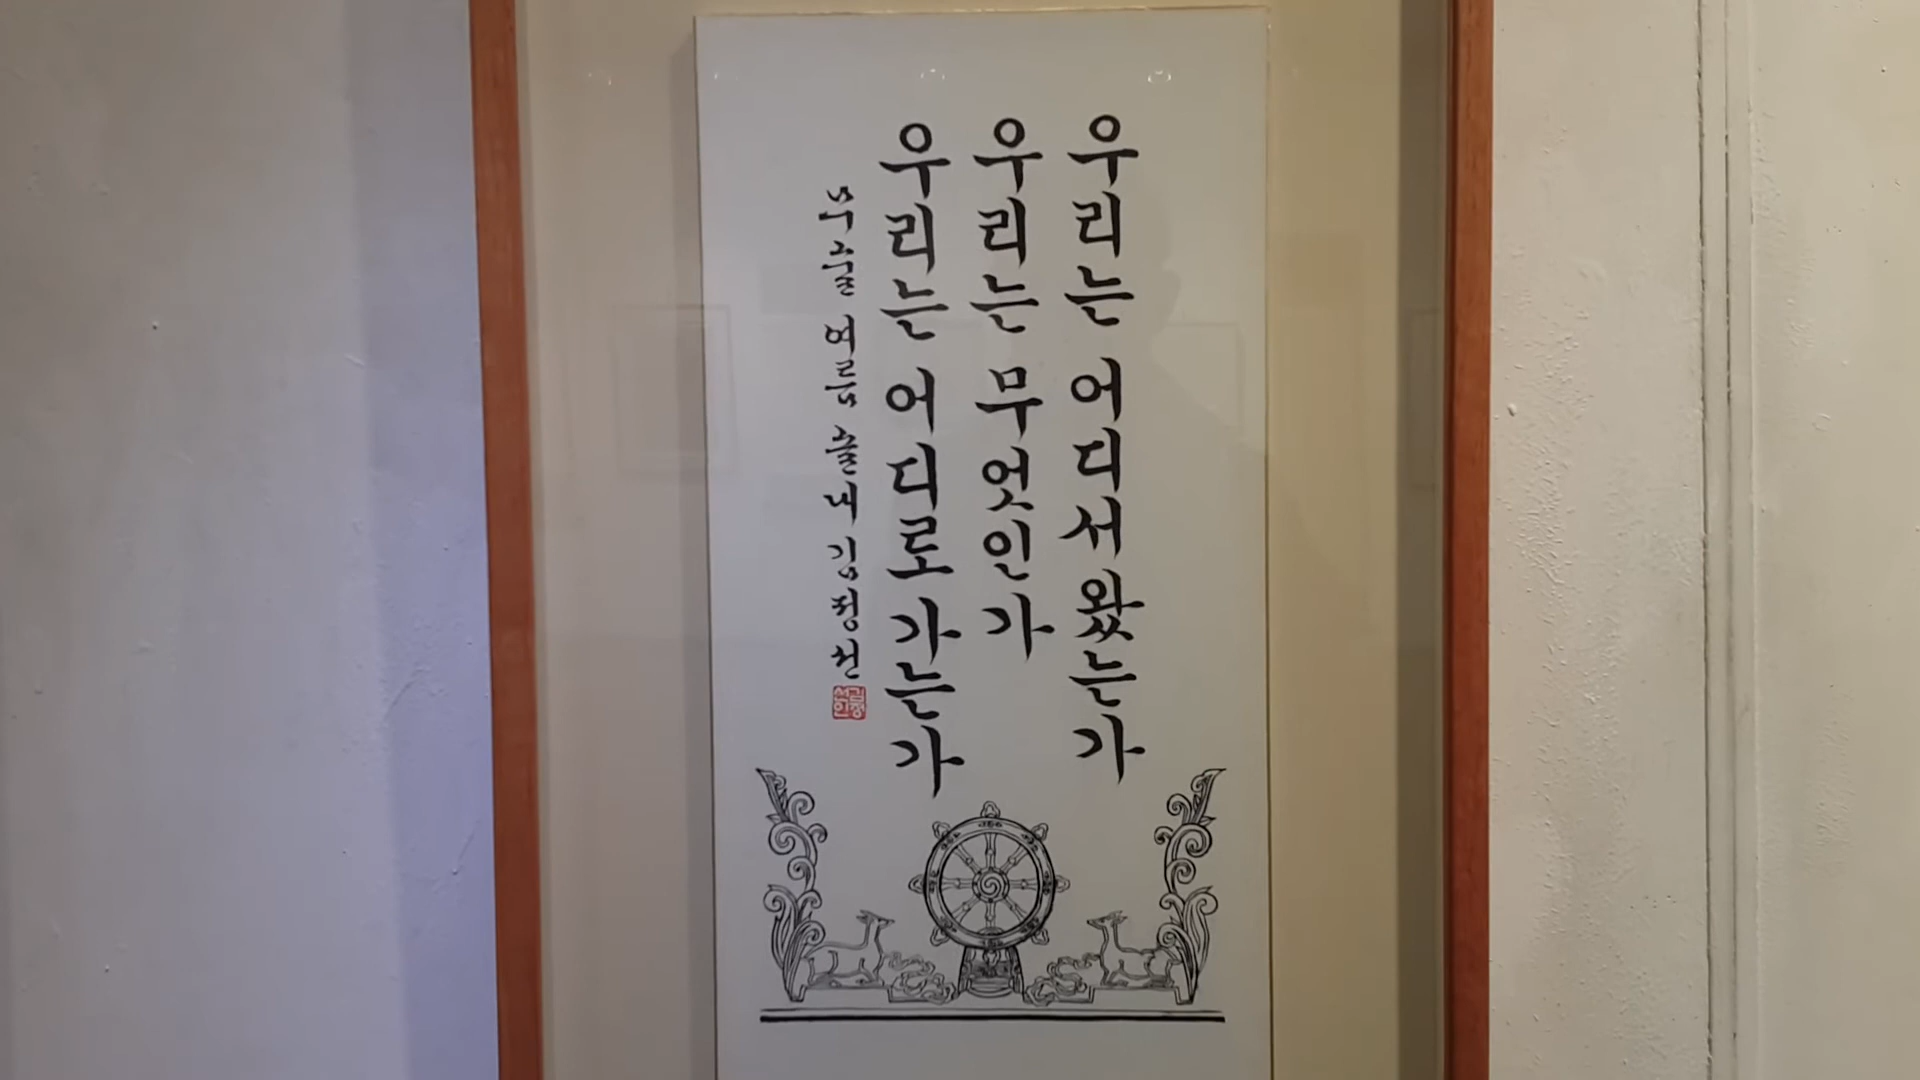 우리는 어디서 왔는가
우리는 무엇인가
우리는 어디로 가는가
무술 여름 솔내 김정선